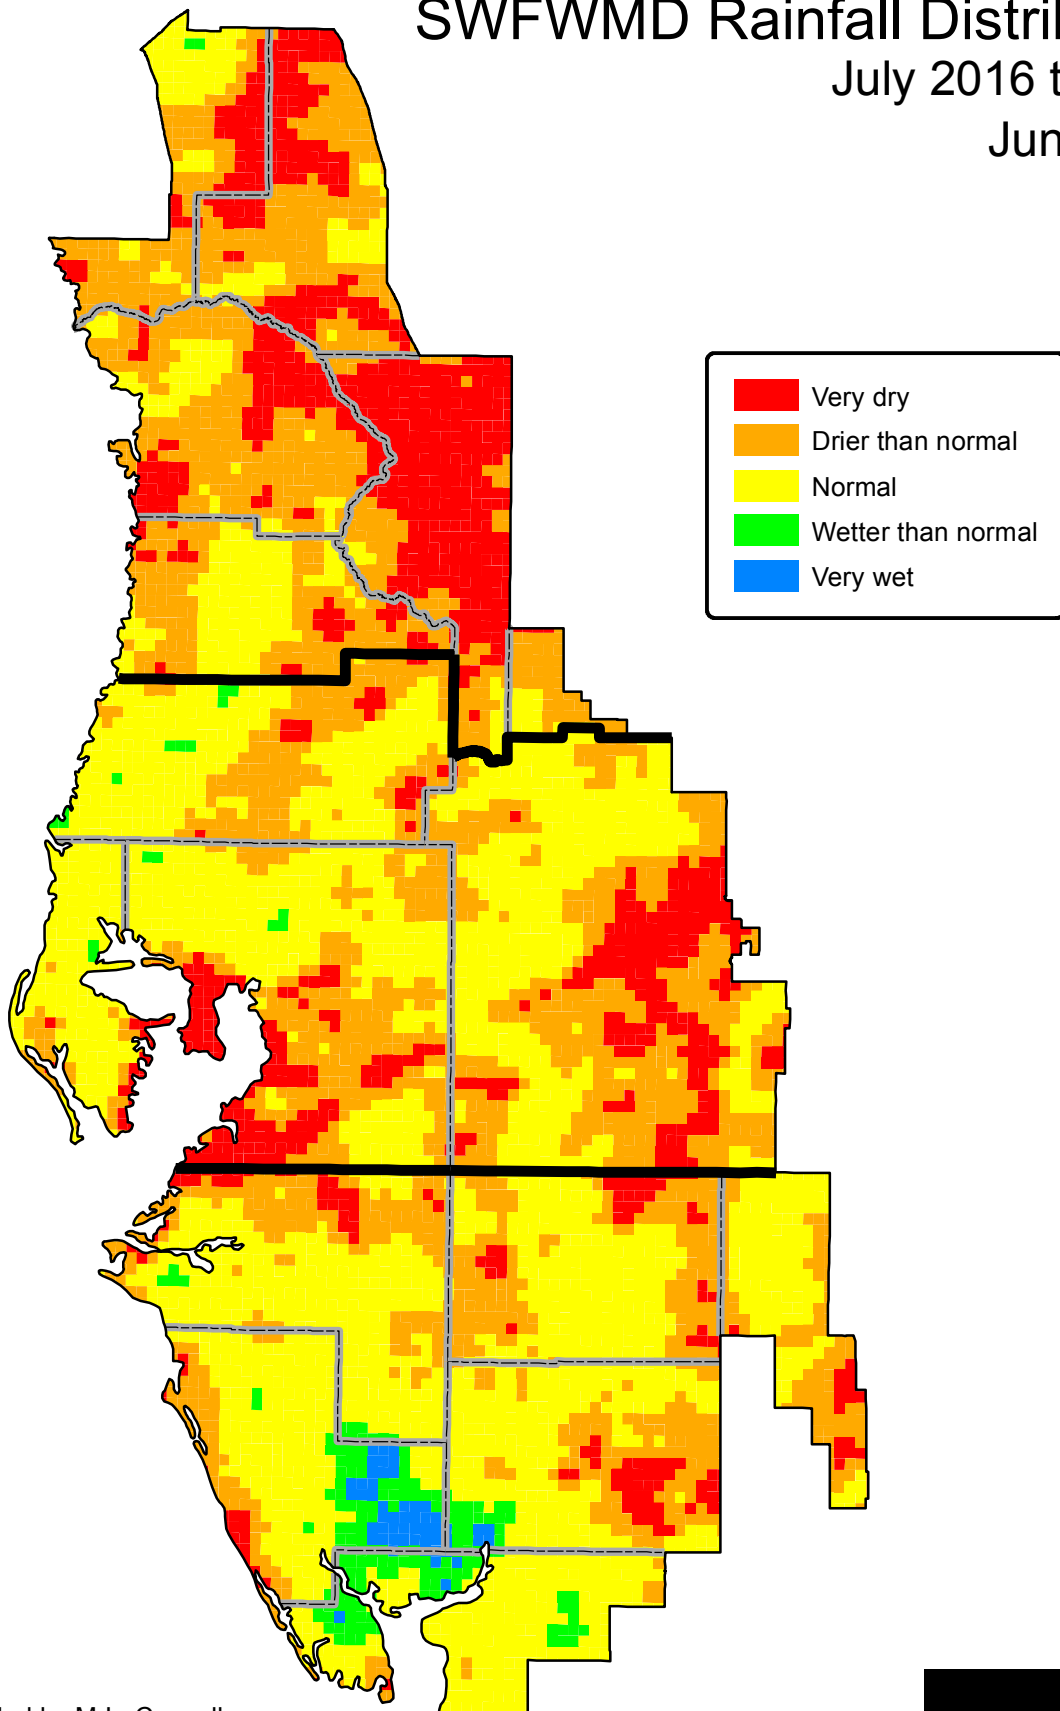 SWFWMD Rainfall Distri
July 2016 t
Jun
Very dry
Drier than normal
Normal
Wetter than normal
Very wet